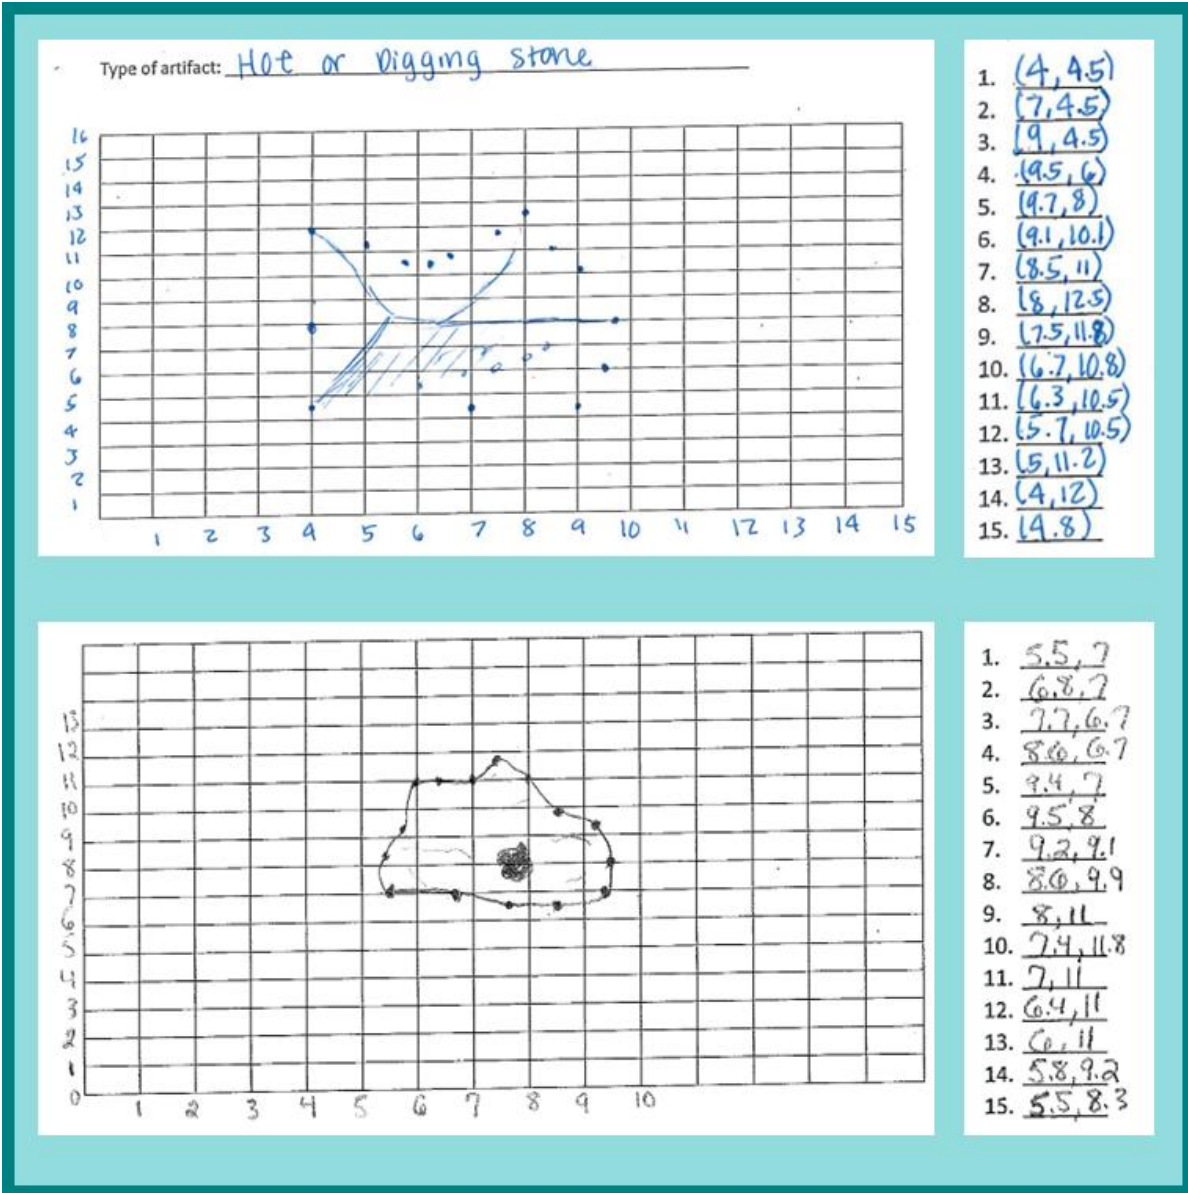 Type of artifact: Hoe or Digging stone
16
15
14
13
12
11
10
9
8
7
6
5
4
3
2
1
1 2 3 4 5 6 7 8 9 10 11 12 13 14 15
1. (4, 4.5)
2. (7, 4.5)
3. (9, 4.5)
4. (9.5, 6)
5. (9.7, 8)
6. (9.1, 10.1)
7. (8.5, 11)
8. (8, 12.5)
9. (7.5, 11.8)
10. (6.7, 10.8)
11. (6.3, 10.5)
12. (5.7, 10.5)
13. (5, 11.2)
14. (4, 12)
15. (4.8)
13
12
11
10
9
8
7
6
5
4
3
2
1
0
1 2 3 4 5 6 7 8 9 10
1. 5.5, 7
2. 6.8, 7
3. 7.7, 6.7
4. 8.6, 6.7
5. 9.4, 7
6. 9.5, 8
7. 9.2, 9.1
8. 8.6, 9.9
9. 8, 11
10. 7.4, 11.8
11. 7, 11
12. 6.4, 11
13. 6, 11
14. 5.8, 9.2
15. 5.5, 8.3